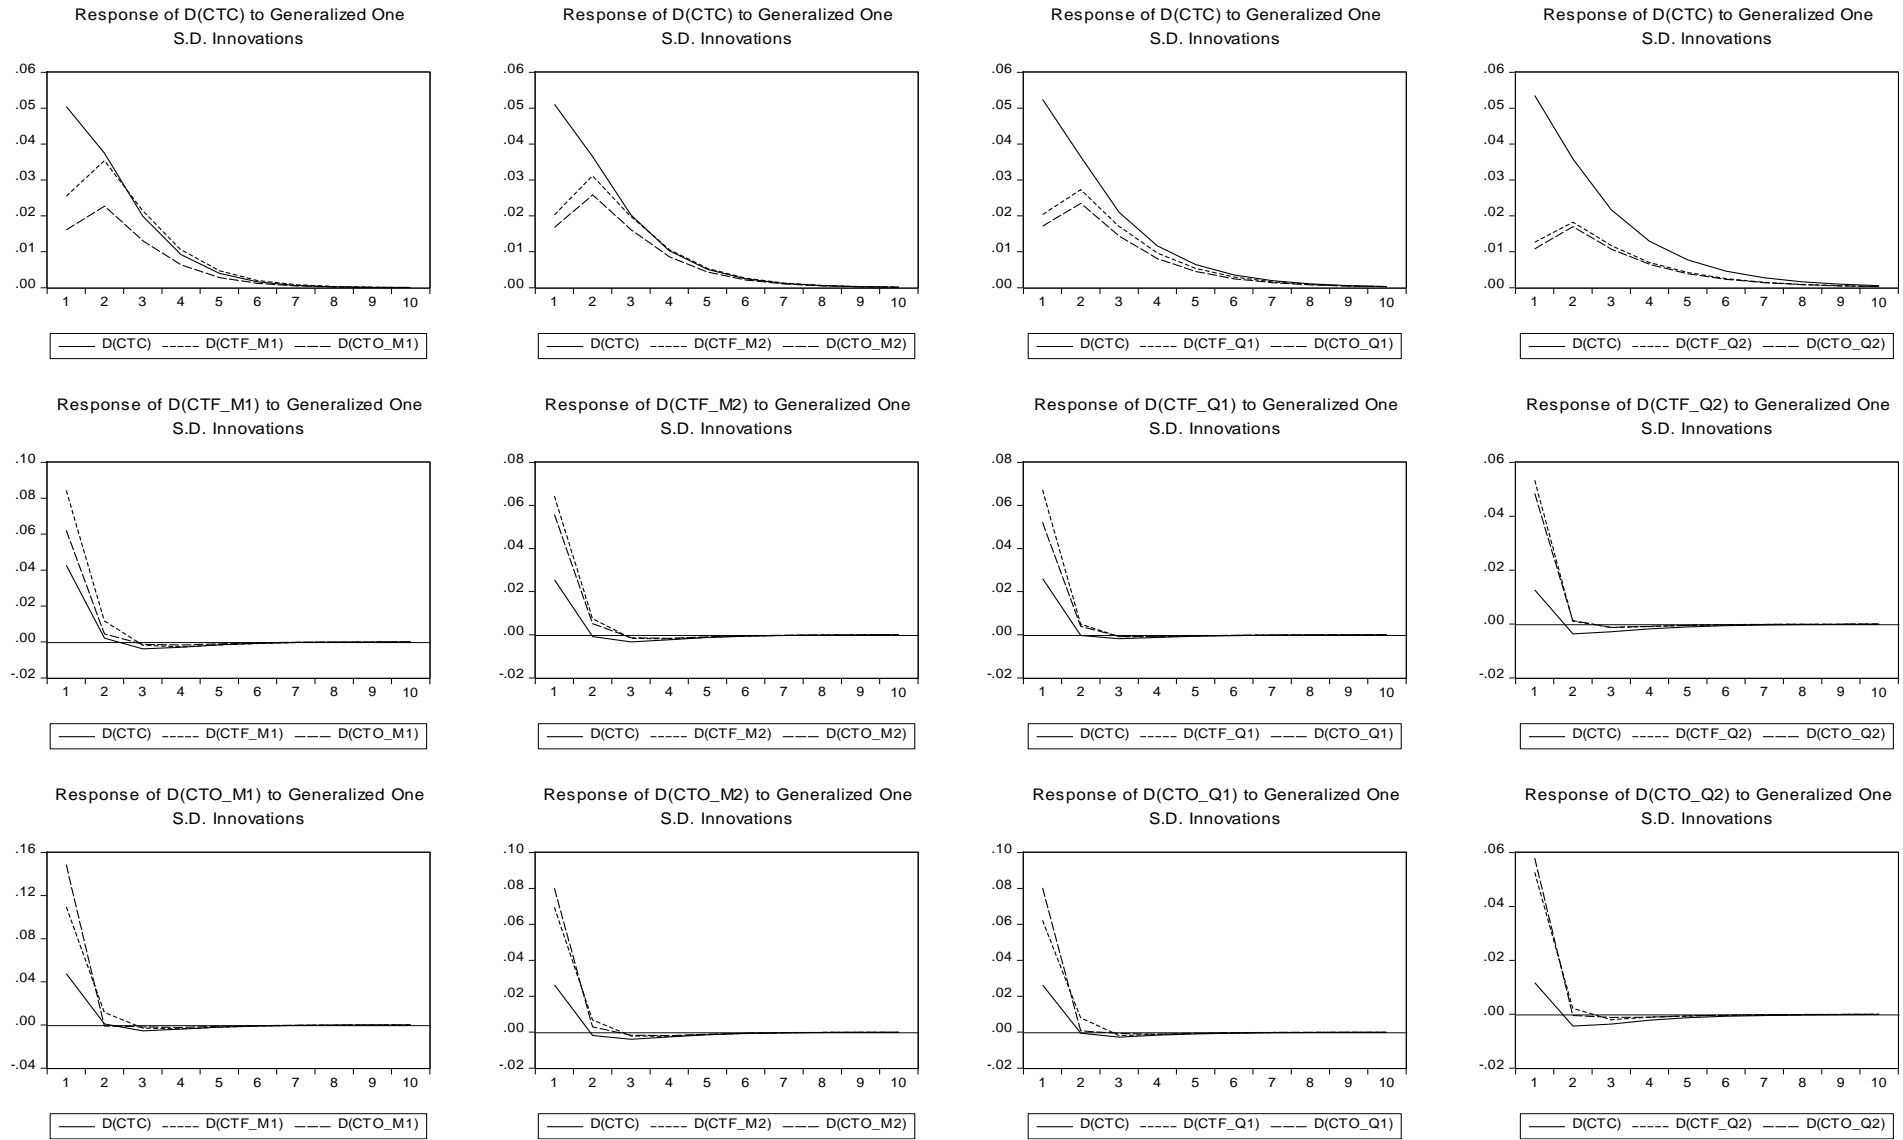 Response of D(CTC) to Generalized One
S.D. Innovations
.06
.05
.04
.03
.02
.01
.00
1 2 3 4 5 6 7 8 9 10
D(CTC) D(CTF_M1) D(CTO_M1)
Response of D(CTC) to Generalized One
S.D. Innovations
.06
.05
.04
.03
.02
.01
.00
1 2 3 4 5 6 7 8 9 10
D(CTC) D(CTF_M2) D(CTO_M2)
Response of D(CTC) to Generalized One
S.D. Innovations
.06
.05
.04
.03
.02
.01
.00
1 2 3 4 5 6 7 8 9 10
D(CTC) D(CTF_Q1) D(CTO_Q1)
Response of D(CTC) to Generalized One
S.D. Innovations
.06
.05
.04
.03
.02
.01
.00
1 2 3 4 5 6 7 8 9 10
D(CTC) D(CTF_Q2) D(CTO_Q2)
Response of D(CTF_M1) to Generalized One
S.D. Innovations
.10
.08
.06
.04
.02
.00
-.02
1 2 3 4 5 6 7 8 9 10
D(CTC) D(CTF_M1) D(CTO_M1)
Response of D(CTF_M2) to Generalized One
S.D. Innovations
.08
.06
.04
.02
.00
-.02
1 2 3 4 5 6 7 8 9 10
D(CTC) D(CTF_M2) D(CTO_M2)
Response of D(CTF_Q1) to Generalized One
S.D. Innovations
.08
.06
.04
.02
.00
-.02
1 2 3 4 5 6 7 8 9 10
D(CTC) D(CTF_Q1) D(CTO_Q1)
Response of D(CTF_Q2) to Generalized One
S.D. Innovations
.06
.04
.02
.00
-.02
1 2 3 4 5 6 7 8 9 10
D(CTC) D(CTF_Q2) D(CTO_Q2)
Response of D(CTO_M1) to Generalized One
S.D. Innovations
.16
.12
.08
.04
.00
-.04
1 2 3 4 5 6 7 8 9 10
D(CTC) D(CTF_M1) D(CTO_M1)
Response of D(CTO_M2) to Generalized One
S.D. Innovations
.10
.08
.06
.04
.02
.00
-.02
1 2 3 4 5 6 7 8 9 10
D(CTC) D(CTF_M2) D(CTO_M2)
Response of D(CTO_Q1) to Generalized One
S.D. Innovations
.10
.08
.06
.04
.02
.00
-.02
1 2 3 4 5 6 7 8 9 10
D(CTC) D(CTF_Q1) D(CTO_Q1)
Response of D(CTO_Q2) to Generalized One
S.D. Innovations
.06
.04
.02
.00
-.02
1 2 3 4 5 6 7 8 9 10
D(CTC) D(CTF_Q2) D(CTO_Q2)